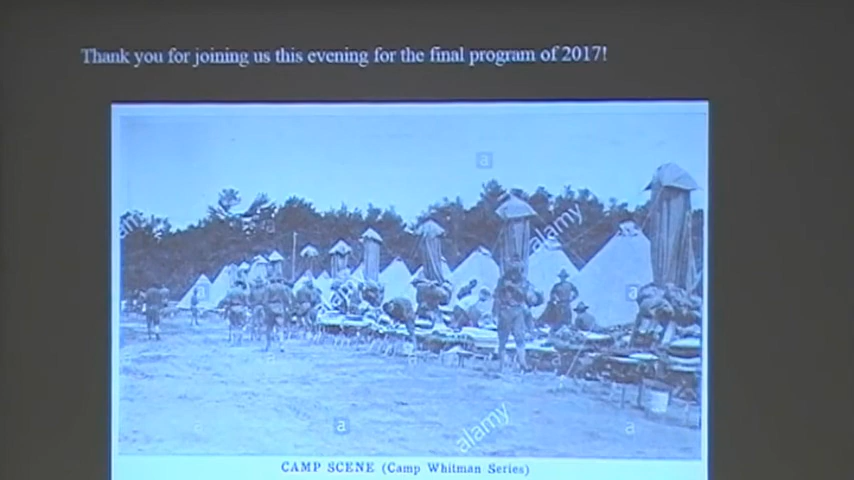 Thank you for joining us this evening for the final program of 2017!
a
alamy
a
a
alamy
a
CAMP SCENE (Camp Whitman Series)